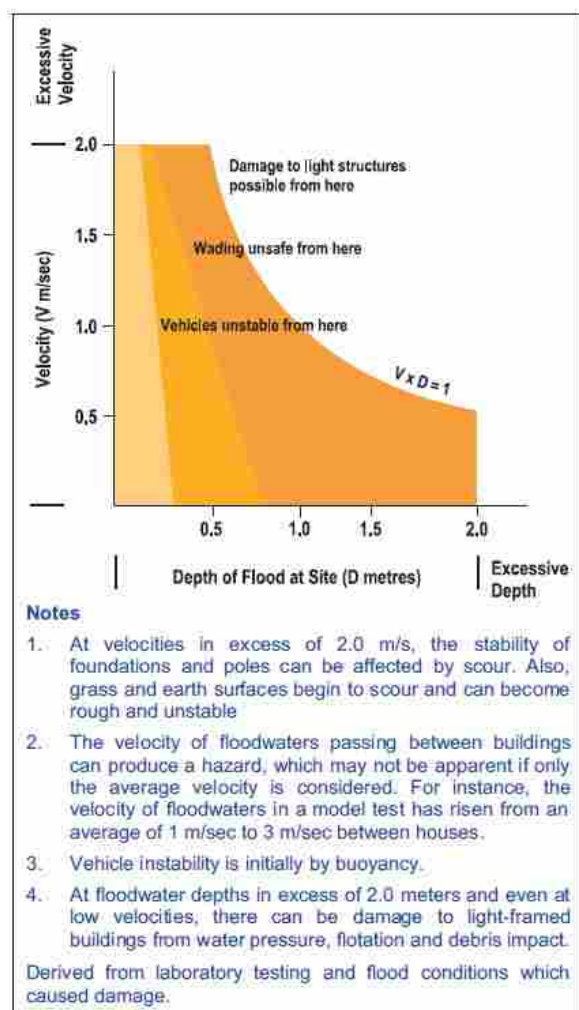 Excessive
Velocity
2.0
Damage to light structures
possible from here
1.5
Wading unsafe from here
Velocity (V m/sec)
1.0
Vehicles unstable from here
V x D = 1
0.5
0.5 1.0 1.5 2.0
Depth of Flood at Site (D metres)
Excessive
Depth
Notes
1. At velocities in excess of 2.0 m/s, the stability of
foundations and poles can be affected by scour. Also,
grass and earth surfaces begin to scour and can become
rough and unstable
2. The velocity of floodwaters passing between buildings
can produce a hazard, which may not be apparent if only
the average velocity is considered. For instance, the
velocity of floodwaters in a model test has risen from an
average of 1 m/sec to 3 m/sec between houses.
3. Vehicle instability is initially by buoyancy.
4. At floodwater depths in excess of 2.0 meters and even at
low velocities, there can be damage to light-framed
buildings from water pressure, flotation and debris impact.
Derived from laboratory testing and flood conditions which
caused damage.